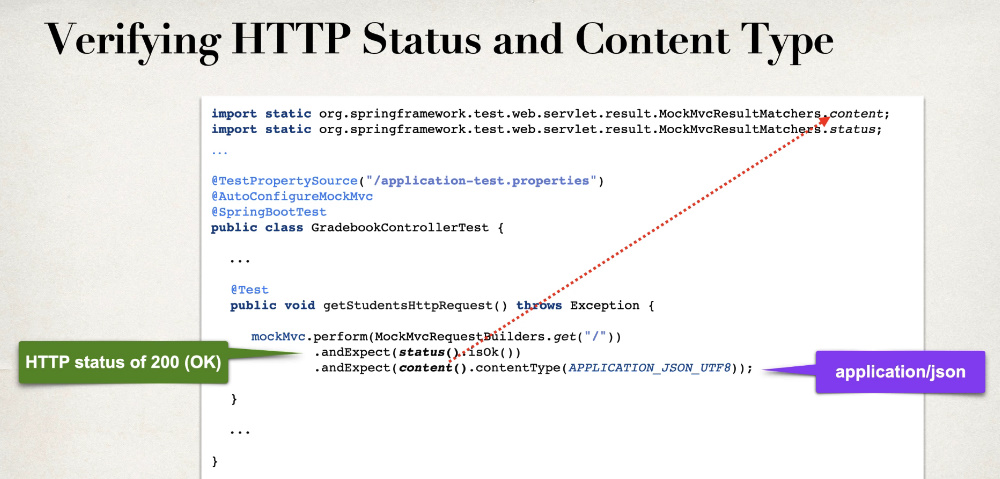 Verifying HTTP Status and Content Type
import static org.springframework.test.web.servlet.result.MockMvcResultMatchers.content;
import static org.springframework.test.web.servlet.result.MockMvcResultMatchers.status;
...
@TestPropertySource("/application-test.properties")
@AutoConfigureMockMvc
@SpringBootTest
public class GradebookControllerTest {
...
@Test
public void getStudentsHttpRequest() throws Exception {
mockMvc.perform(MockMvcRequestBuilders.get("/"))
HTTP status of 200 (OK)
.andExpect(status().isOk())
.andExpect(content().contentType(APPLICATION_JSON_UTF8));
application/json
}
...
}